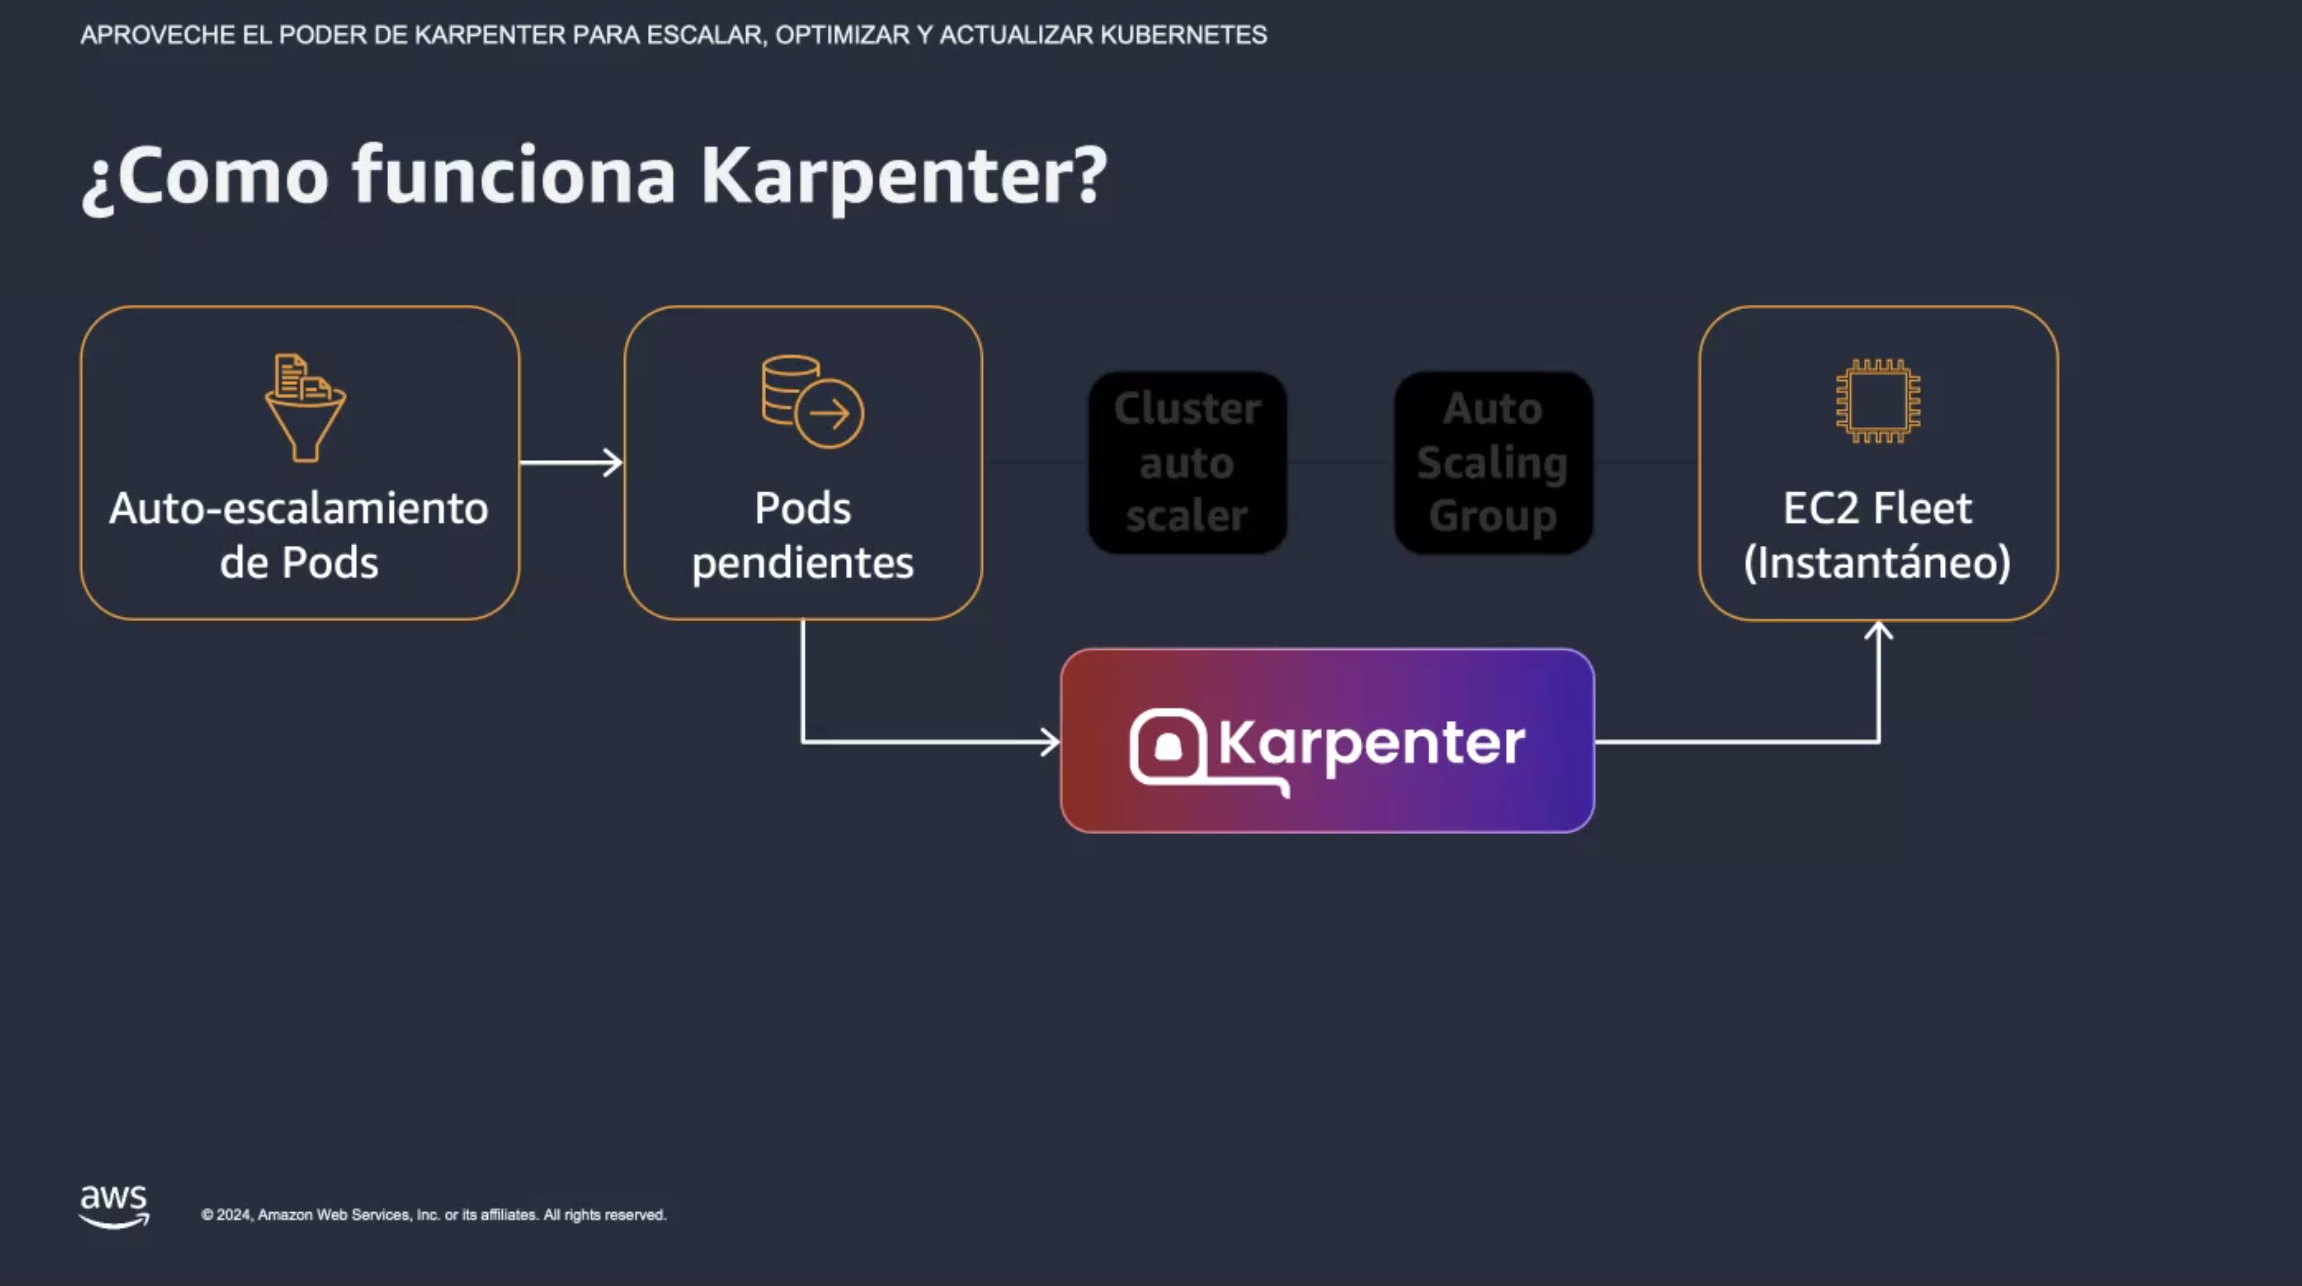 APROVECHE EL PODER DE KARPENTER PARA ESCALAR, OPTIMIZAR Y ACTUALIZAR KUBERNETES
¿Como funciona Karpenter?
Auto-escalamiento
de Pods
Pods
pendientes
Cluster
auto
scaler
Auto
Scaling
Group
EC2 Fleet
(Instantáneo)
Karpenter
aws
© 2024, Amazon Web Services, Inc. or its affiliates. All rights reserved.